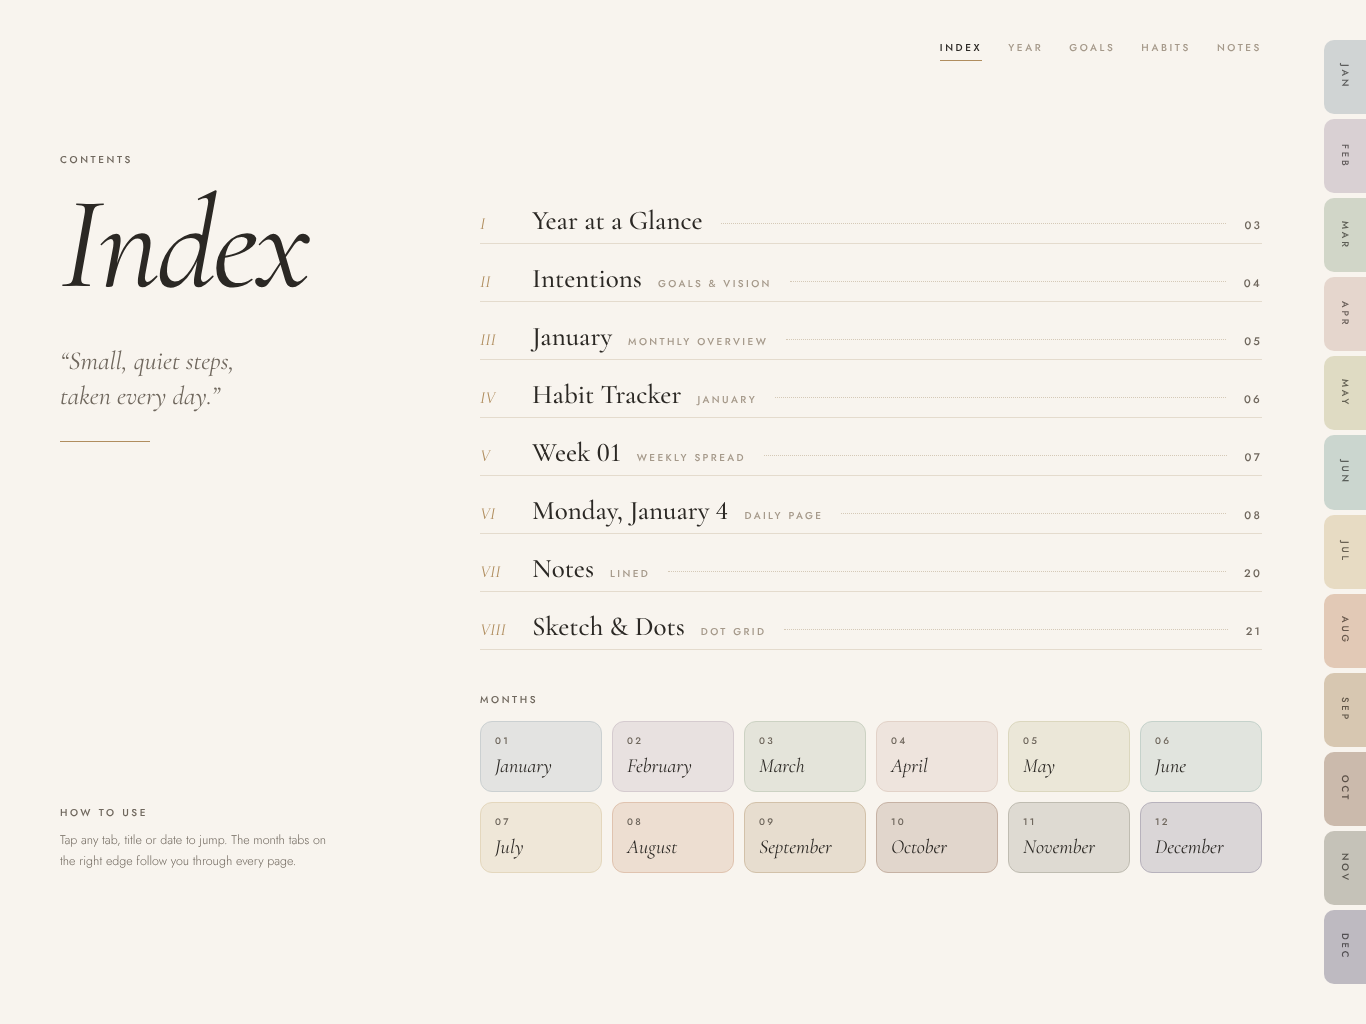 INDEX YEAR GOALS HABITS NOTES
CONTENTS
Index
“Small, quiet steps,
taken every day.”
HOW TO USE
Tap any tab, title or date to jump. The month tabs on
the right edge follow you through every page.
I Year at a Glance 03
II Intentions GOALS & VISION 04
III January MONTHLY OVERVIEW 05
IV Habit Tracker JANUARY 06
V Week 01 WEEKLY SPREAD 07
VI Monday, January 4 DAILY PAGE 08
VII Notes LINED 20
VIII Sketch & Dots DOT GRID 21
MONTHS
01 02 03 04 05 06
January February March April May June
07 08 09 10 11 12
July August September October November December
JAN
FEB
MAR
APR
MAY
JUN
JUL
AUG
SEP
OCT
NOV
DEC